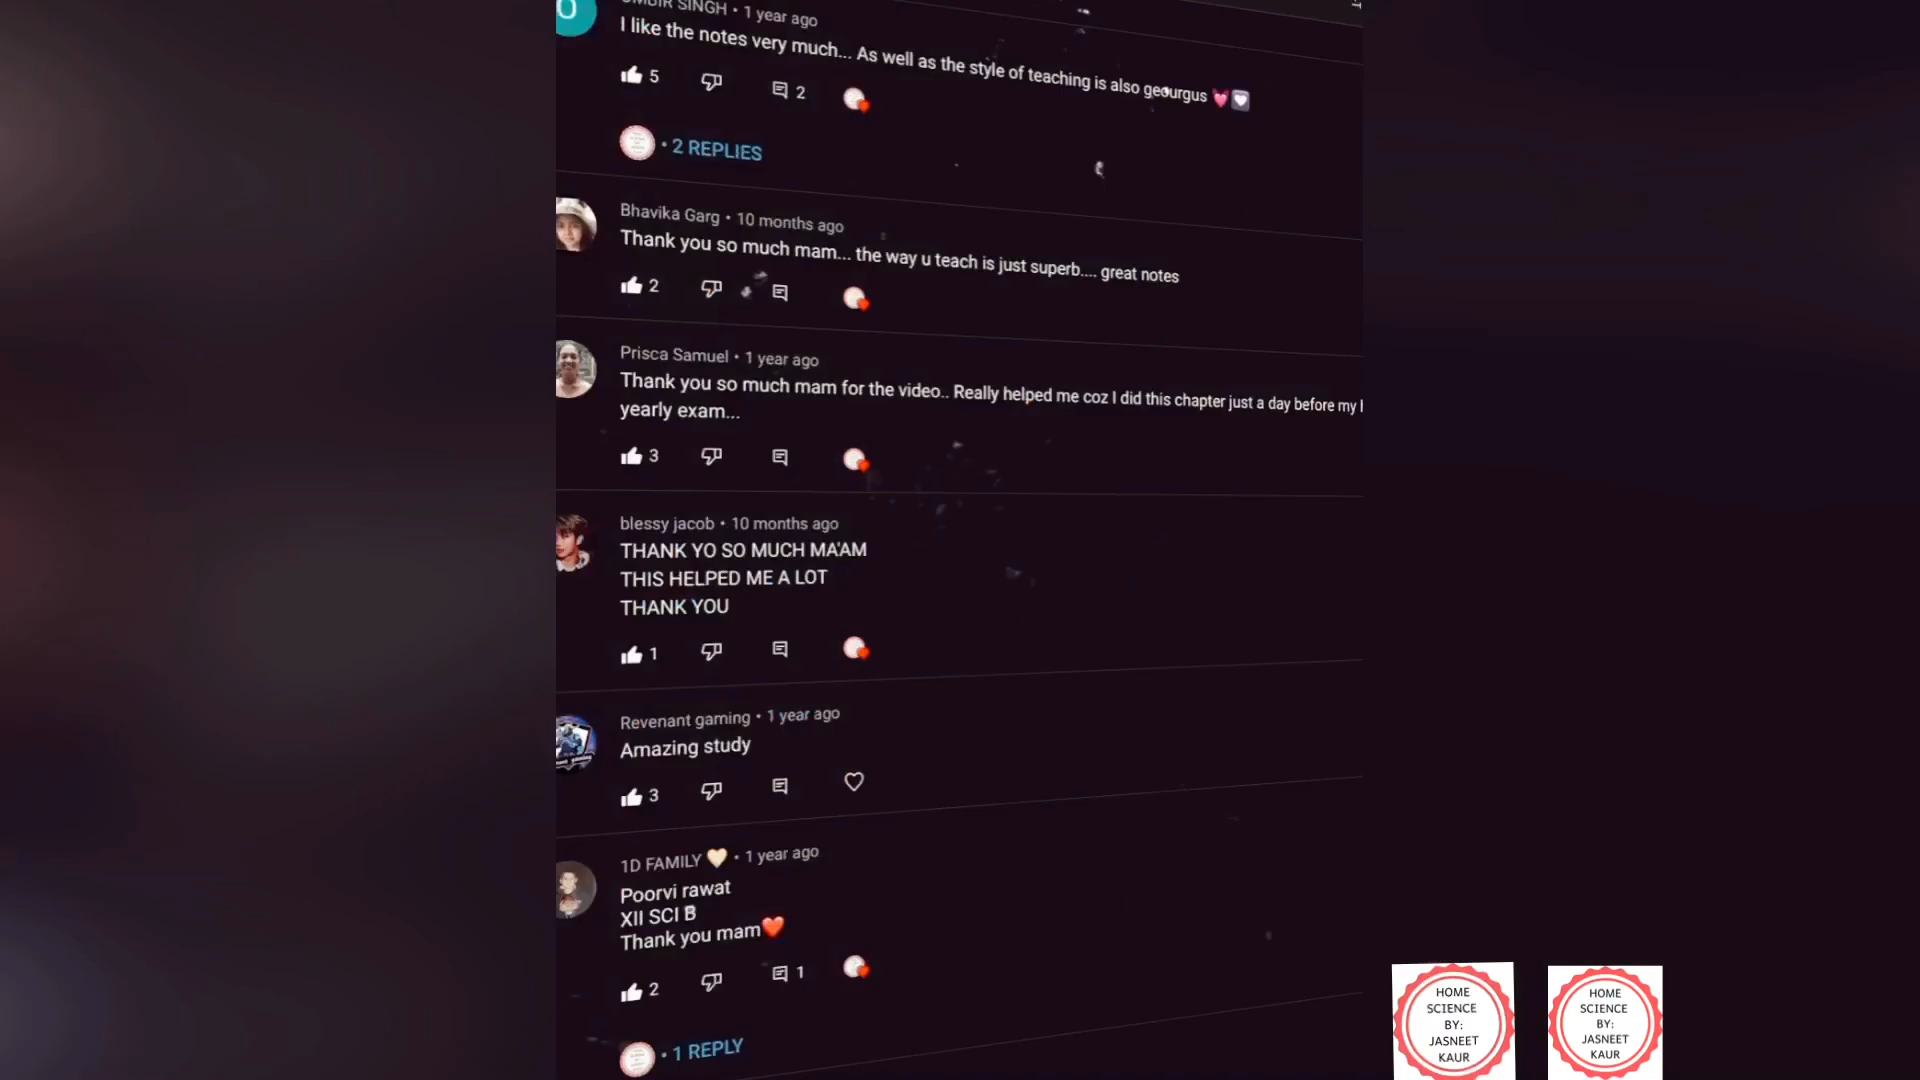 O
SINGH • 1 year ago
I like the notes very much... As well as the style of teaching is also geourgus 💓💟
5
2
• 2 REPLIES
Bhavika Garg • 10 months ago
Thank you so much mam... the way u teach is just superb.... great notes
2
Prisca Samuel • 1 year ago
Thank you so much mam for the video.. Really helped me coz I did this chapter just a day before my
yearly exam...
3
blessy jacob • 10 months ago
THANK YO SO MUCH MA'AM
THIS HELPED ME A LOT
THANK YOU
1
Revenant gaming • 1 year ago
Amazing study
3
1D FAMILY 💛 • 1 year ago
Poorvi rawat
XII SCI B
Thank you mam❤️
2
1
• 1 REPLY
HOME
SCIENCE
BY:
JASNEET
KAUR
HOME
SCIENCE
BY:
JASNEET
KAUR